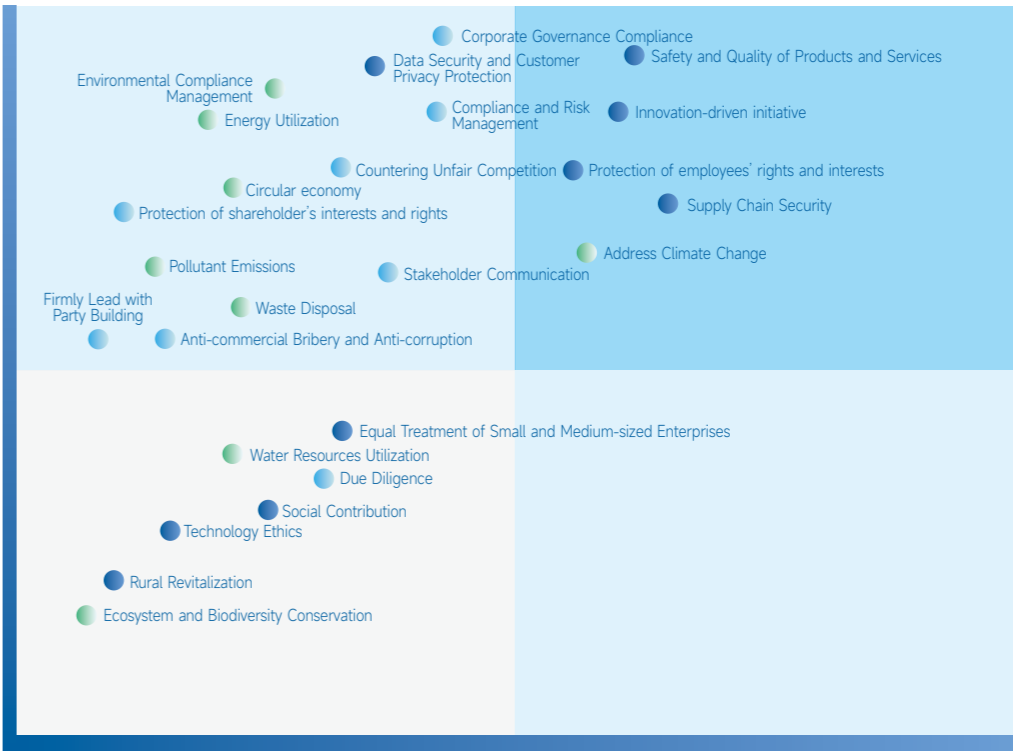 Corporate Governance Compliance
Safety and Quality of Products and Services
Data Security and Customer
Privacy Protection
Environmental Compliance
Management
Energy Utilization
Compliance and Risk
Management
Innovation-driven initiative
Countering Unfair Competition
Protection of employees' rights and interests
Circular economy
Protection of shareholder's interests and rights
Supply Chain Security
Address Climate Change
Pollutant Emissions
Stakeholder Communication
Firmly Lead with
Party Building
Waste Disposal
Anti-commercial Bribery and Anti-corruption
Equal Treatment of Small and Medium-sized Enterprises
Water Resources Utilization
Due Diligence
Social Contribution
Technology Ethics
Rural Revitalization
Ecosystem and Biodiversity Conservation